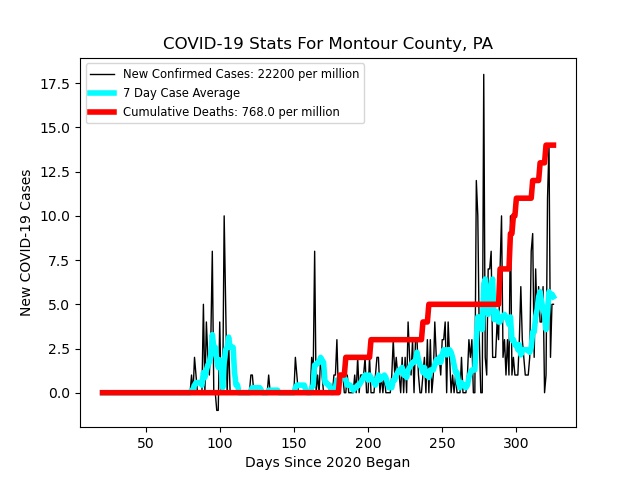 COVID-19 Stats For Montour County, PA
New Confirmed Cases: 22200 per million
7 Day Case Average
Cumulative Deaths: 768.0 per million
New COVID-19 Cases
17.5
15.0
12.5
10.0
7.5
5.0
2.5
0.0
50 100 150 200 250 300
Days Since 2020 Began